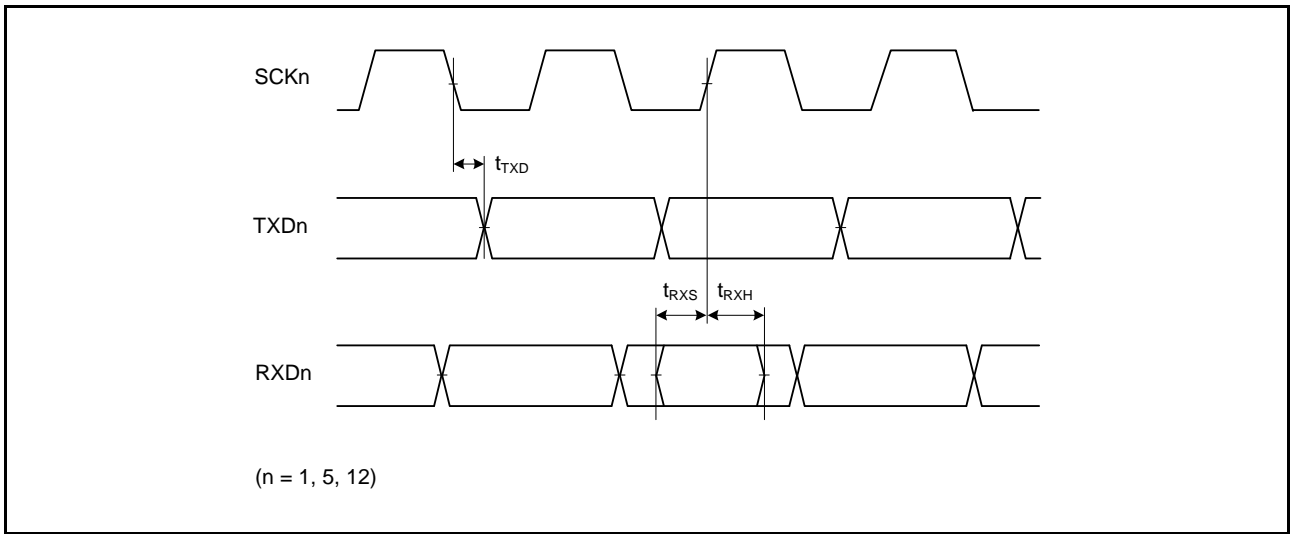 SCKn
tTXD
TXDn
tRXS tRXH
RXDn
(n = 1, 5, 12)